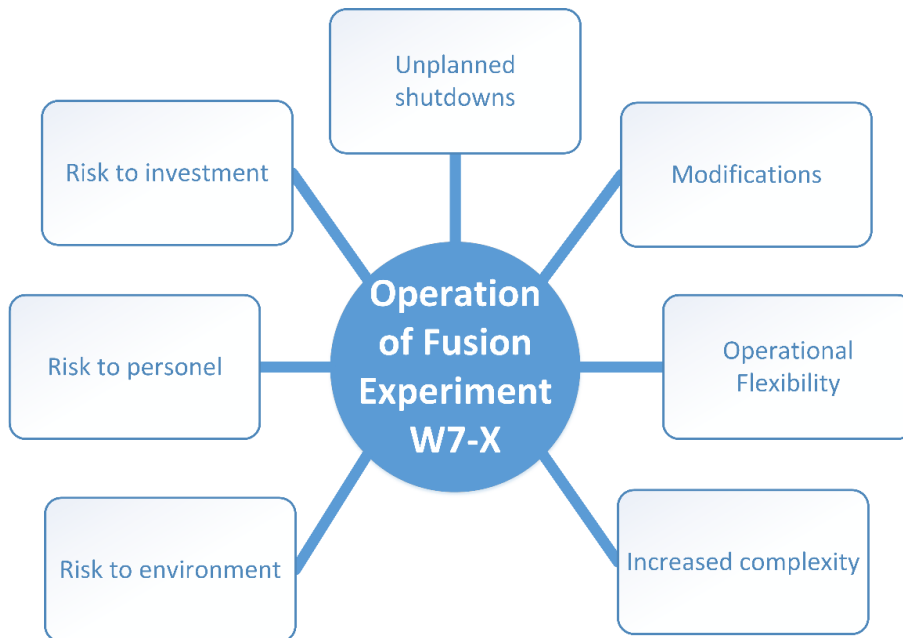 Unplanned
shutdowns
Risk to investment
Modifications
Operation
of Fusion
Experiment
W7-X
Risk to personel
Operational
Flexibility
Risk to environment
Increased complexity